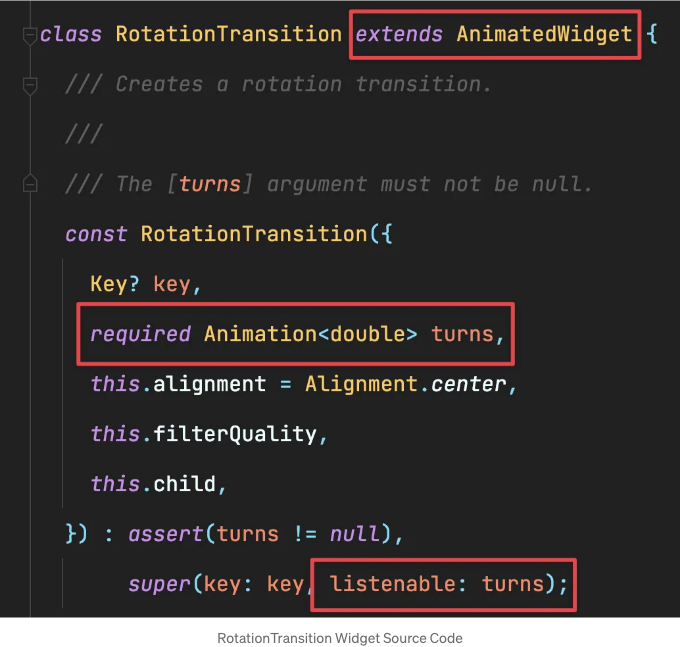 class RotationTransition extends AnimatedWidget {
/// Creates a rotation transition.
///
/// The [turns] argument must not be null.
const RotationTransition({
Key? key,
required Animation<double> turns,
this.alignment = Alignment.center,
this.filterQuality,
this.child,
}) : assert(turns != null),
super(key: key, listenable: turns);
RotationTransition Widget Source Code